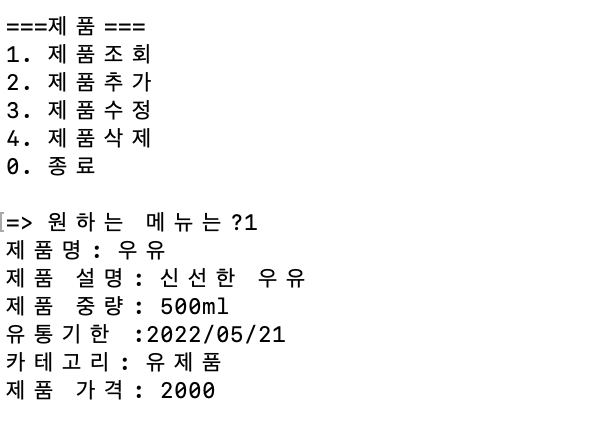 ===제품===
1. 제품조회
2. 제품추가
3. 제품수정
4. 제품삭제
0. 종료
=> 원하는 메뉴는?1
제품명: 우유
제품 설명: 신선한 우유
제품 중량: 500ml
유통기한 :2022/05/21
카테고리: 유제품
제품 가격: 2000